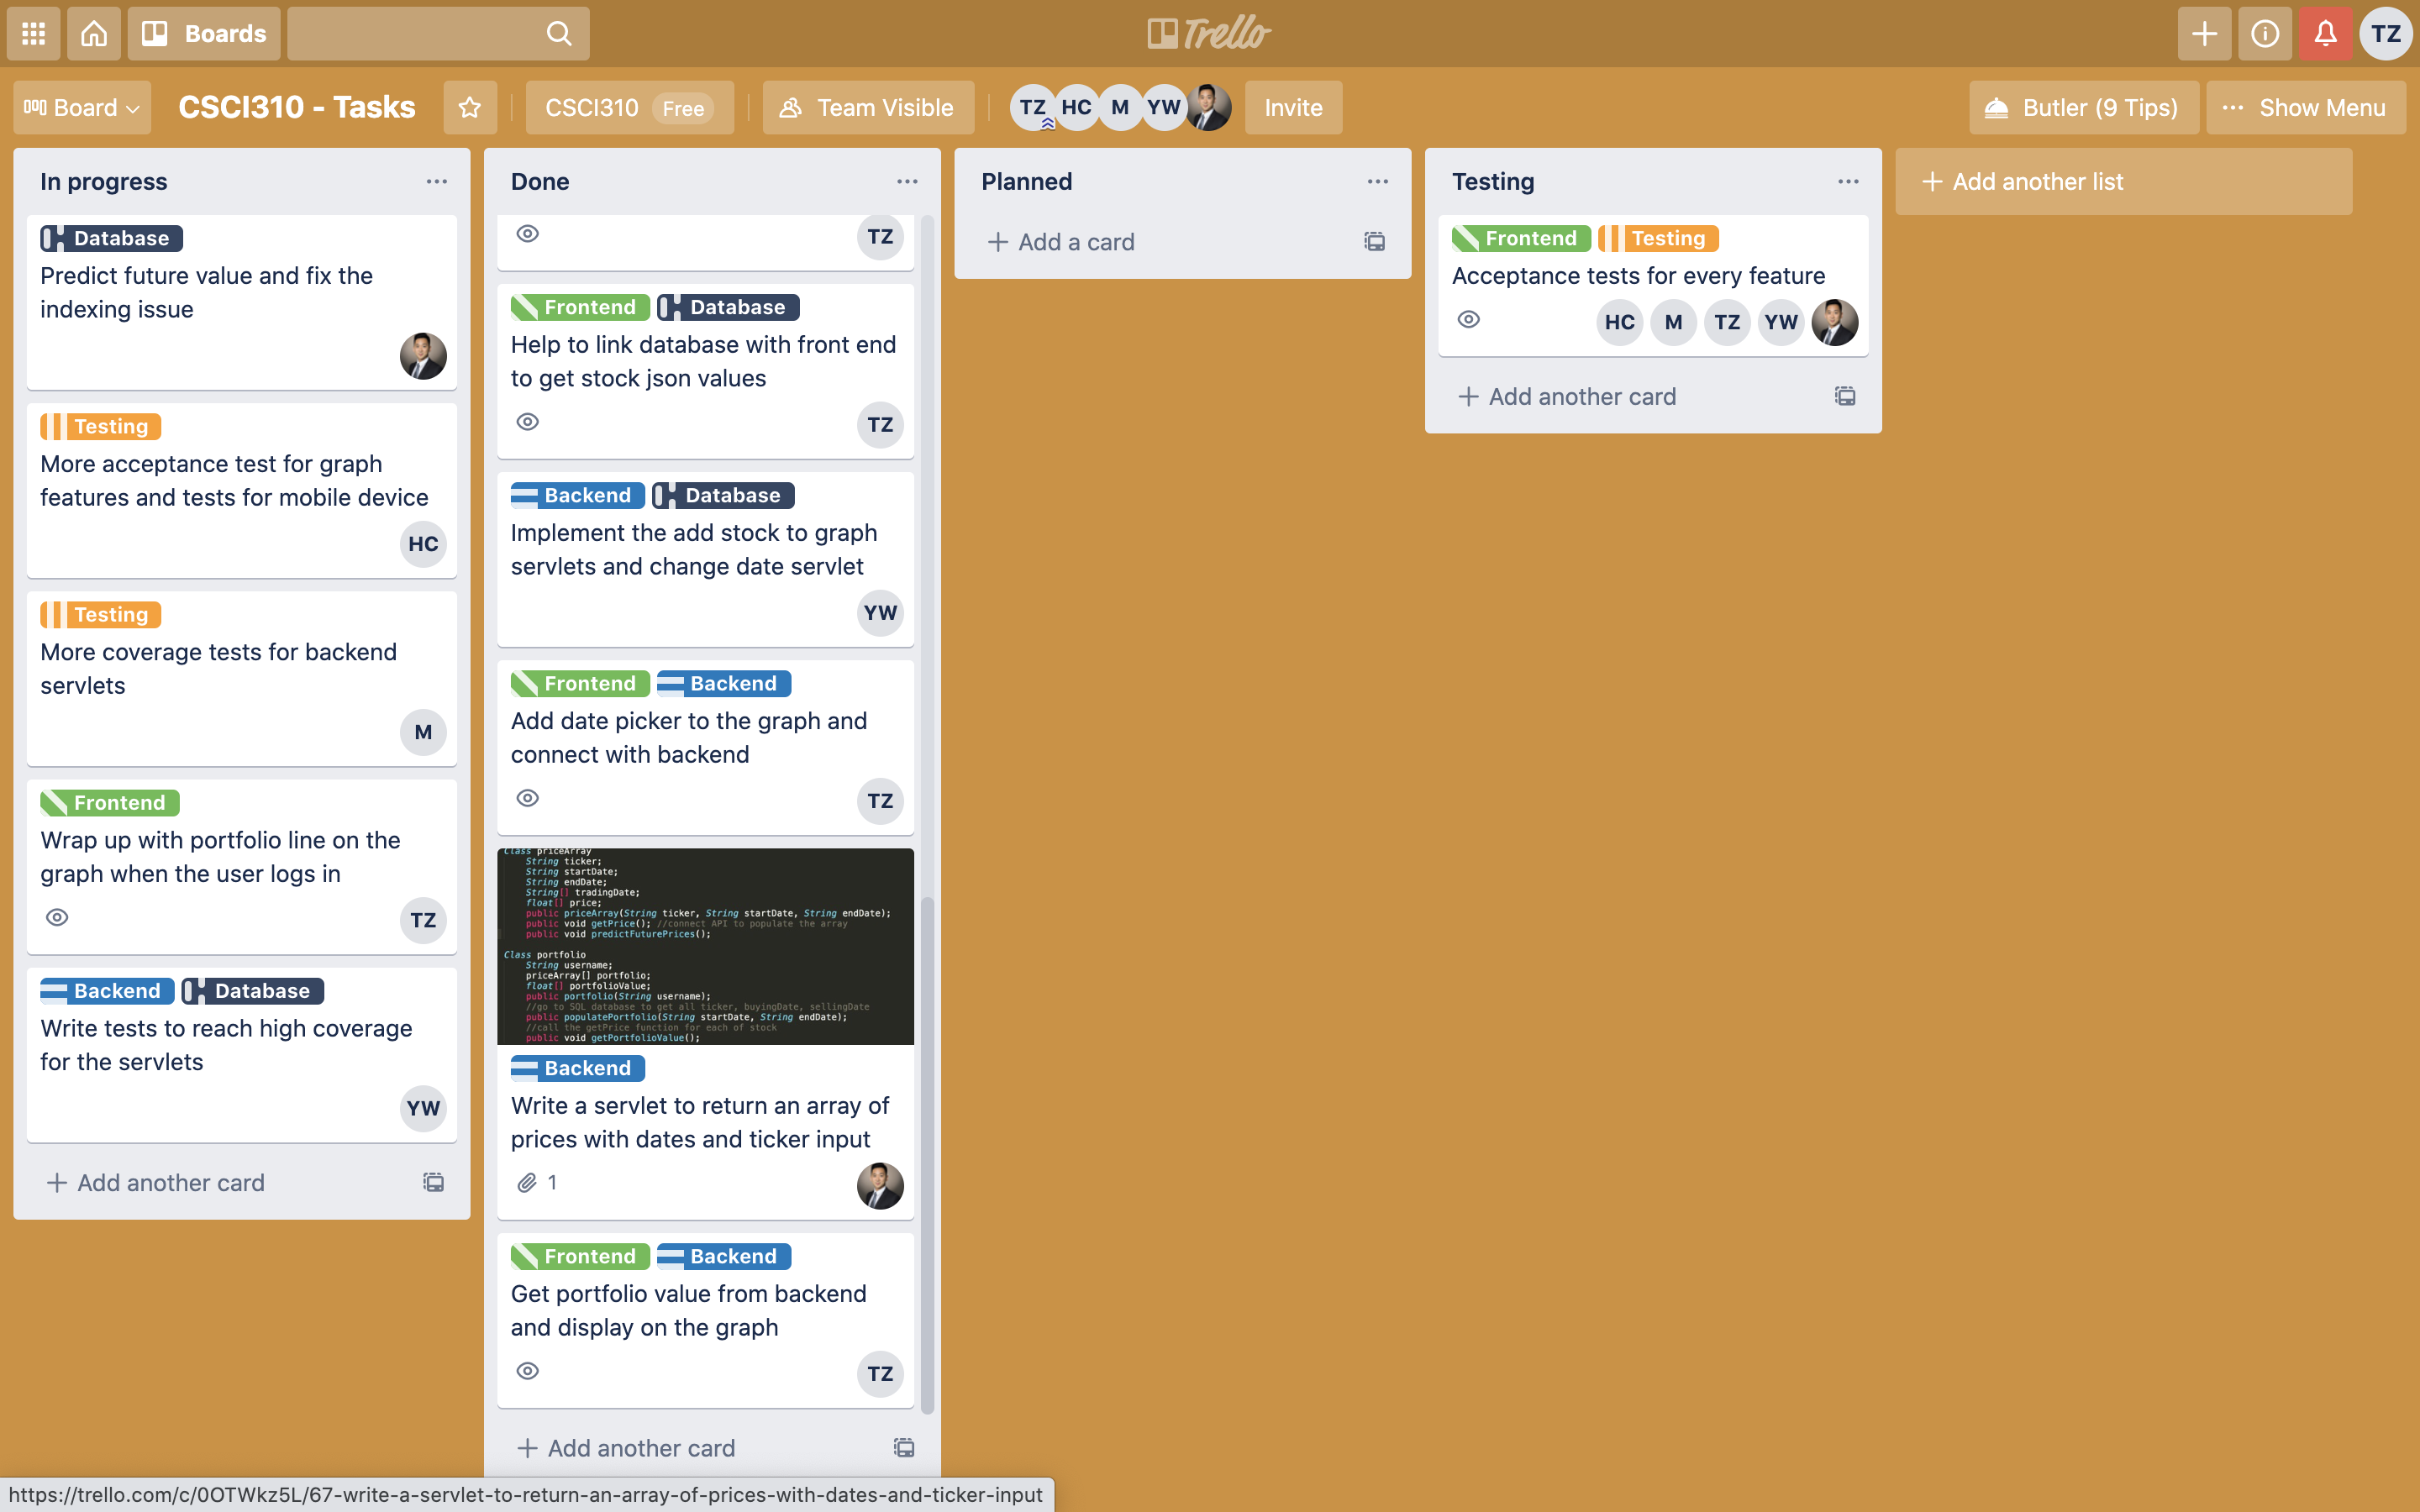 Boards
Trello
TZ
Board
CSCI310 - Tasks
CSCI310 Free
Team Visible
TZ HC M YW
Invite
Butler (9 Tips)
··· Show Menu
In progress
Database
Predict future value and fix the
indexing issue
Testing
More acceptance test for graph
features and tests for mobile device
HC
Testing
More coverage tests for backend
servlets
M
Frontend
Wrap up with portfolio line on the
graph when the user logs in
TZ
Backend Database
Write tests to reach high coverage
for the servlets
YW
+ Add another card
Done
TZ
Frontend Database
Help to link database with front end
to get stock json values
TZ
Backend Database
Implement the add stock to graph
servlets and change date servlet
YW
Frontend Backend
Add date picker to the graph and
connect with backend
TZ
Class priceArray
String ticker;
String startDate;
String endDate;
String[] tradingDate;
float[] price;
public priceArray(String ticker, String startDate, String endDate);
public void getPrice(); //connect API to populate the array
public void predictFuturePrices();
Class portfolio
String username;
priceArray[] portfolio;
float[] portfolioValue;
public portfolio(String username);
//go to SQL database to get all ticker, buyingDate, sellingDate
public populatePortfolio(String startDate, String endDate);
//call the getPrice function for each of stock
public void getPortfolioValue();
Backend
Write a servlet to return an array of
prices with dates and ticker input
1
Frontend Backend
Get portfolio value from backend
and display on the graph
TZ
+ Add another card
Planned
+ Add a card
Testing
Frontend Testing
Acceptance tests for every feature
HC M TZ YW
+ Add another card
+ Add another list
https://trello.com/c/0OTWkz5L/67-write-a-servlet-to-return-an-array-of-prices-with-dates-and-ticker-input